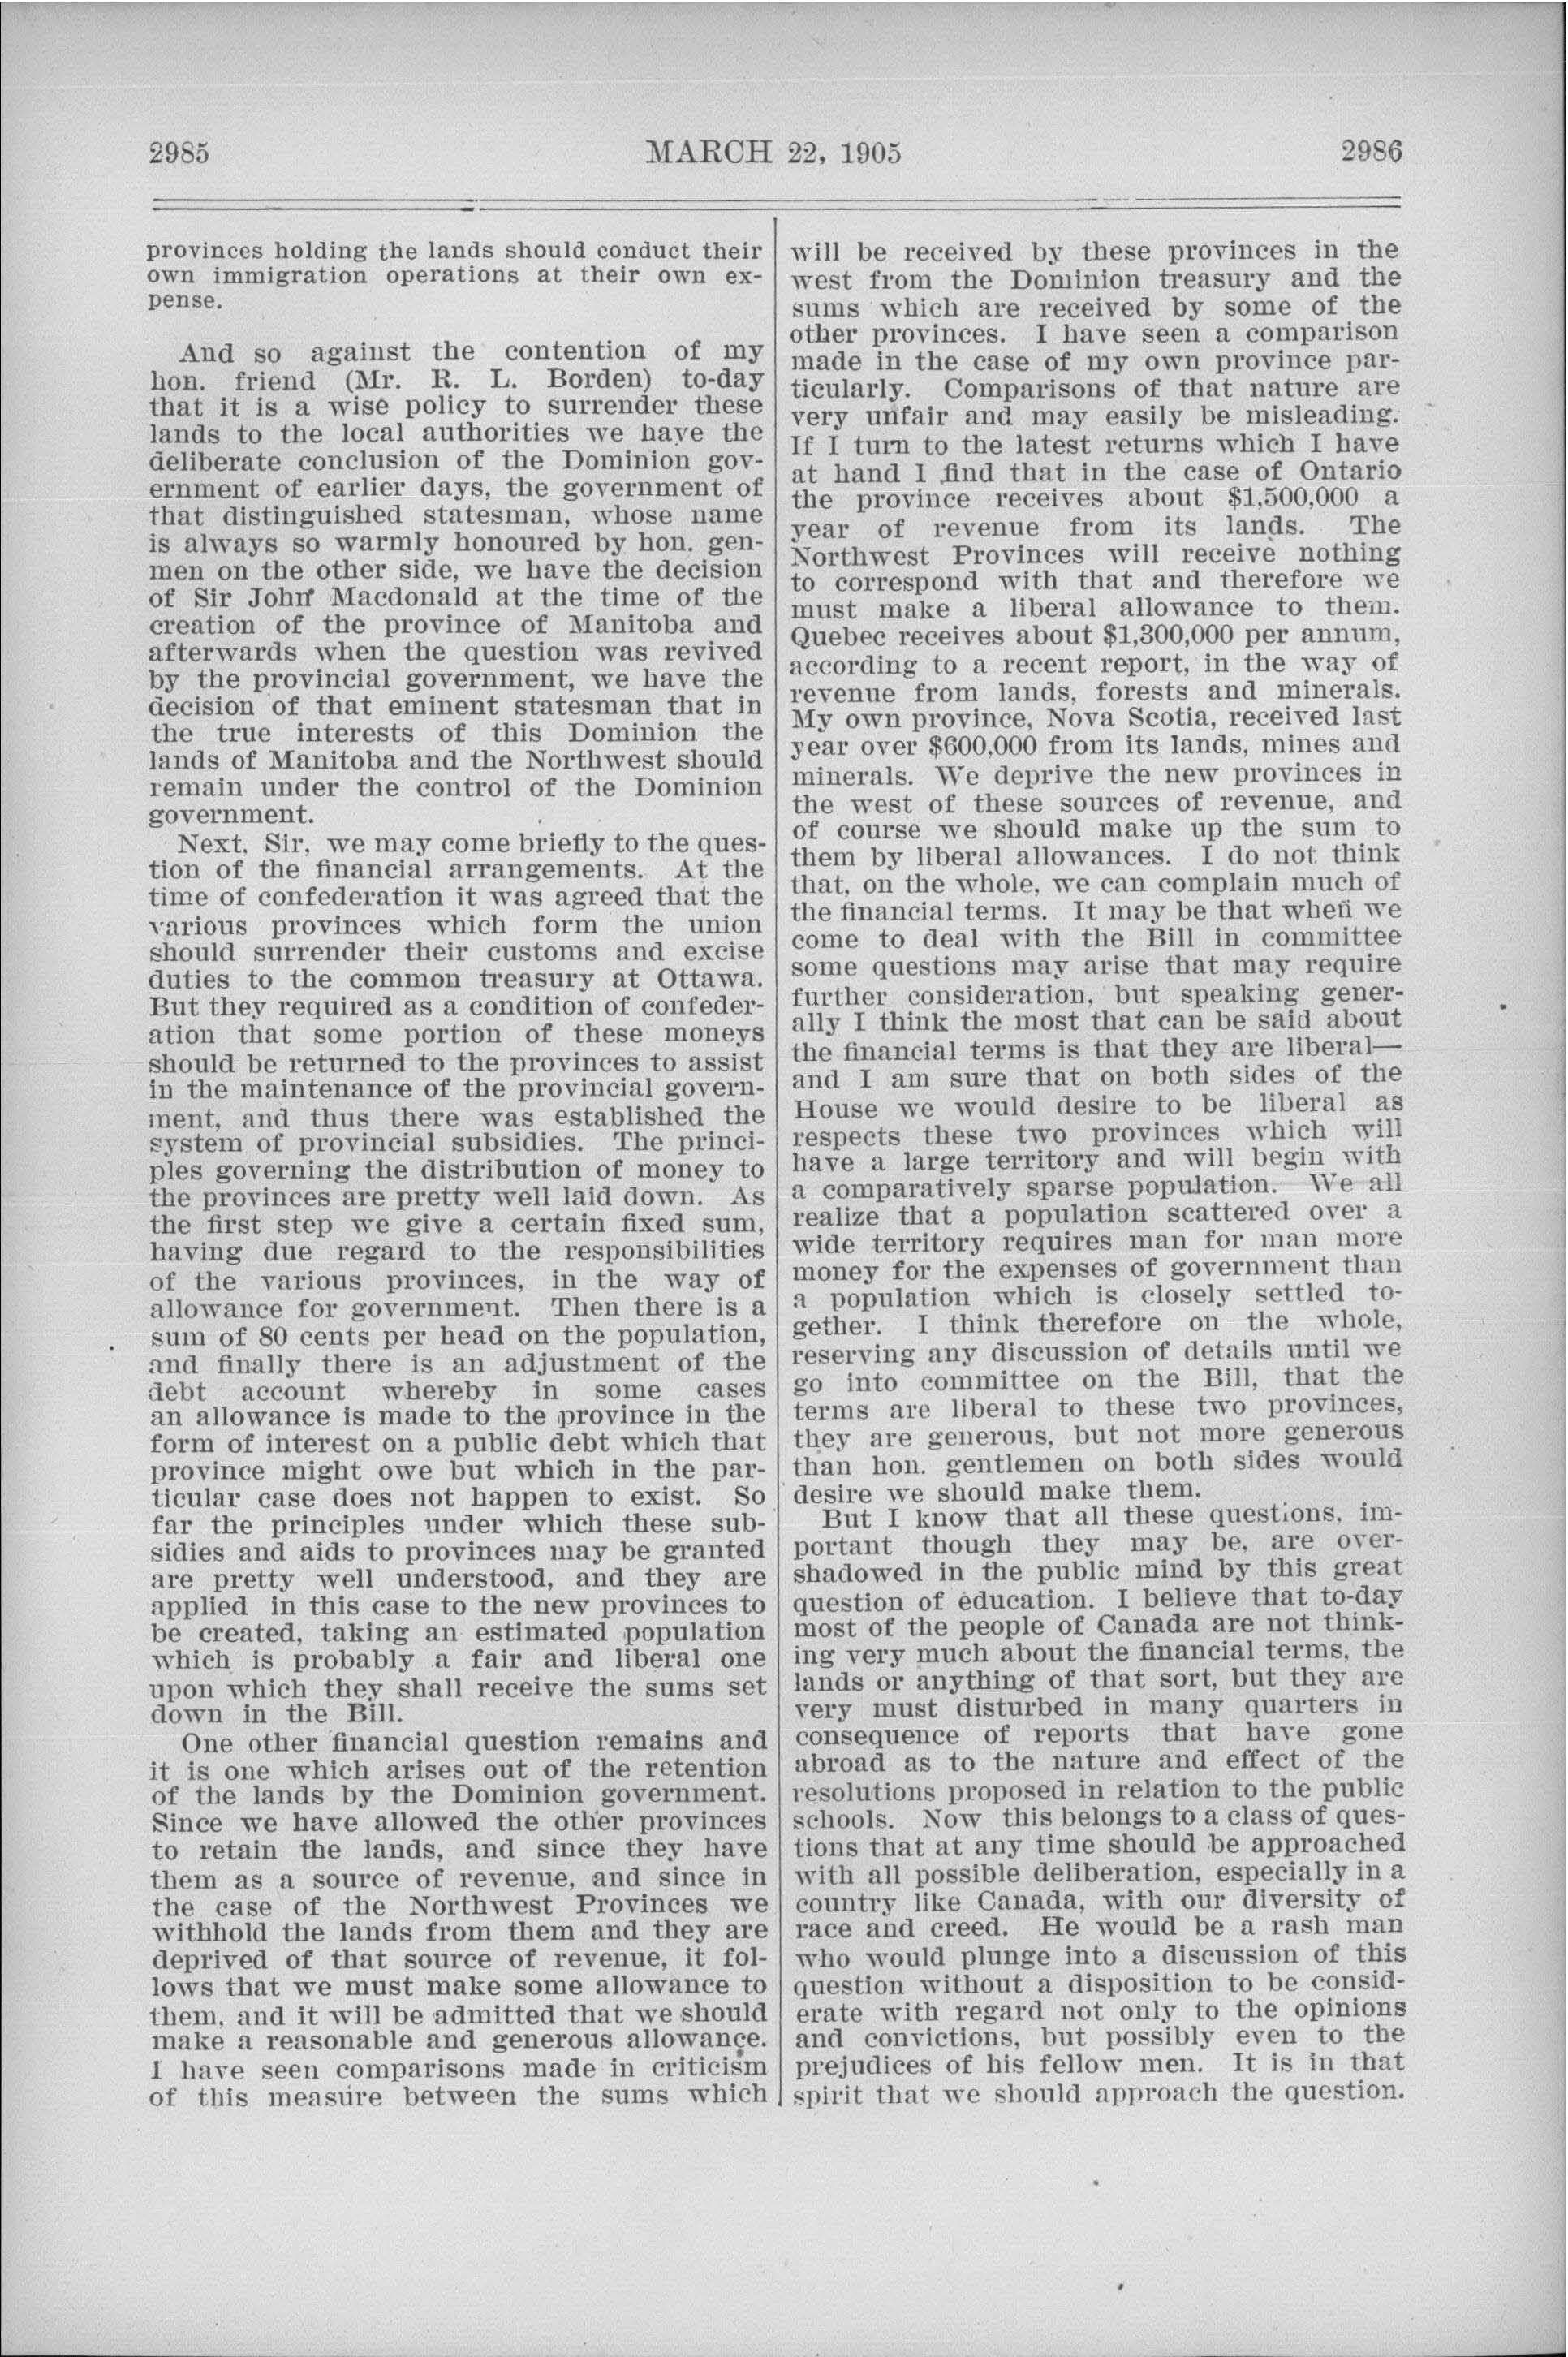 2985
MARCH 22, 1905
2986
provinces holding the lands should conduct their
own immigration operations at their own ex-
pense.
And so against the contention of my
hon. friend (Mr. R. L. Borden) to-day
that it is a wise policy to surrender these
lands to the local authorities we have the
deliberate conclusion of the Dominion gov-
ernment of earlier days, the government of
that distinguished statesman, whose name
is always so warmly honoured by hon. gen-
men on the other side, we have the decision
of Sir John Macdonald at the time of the
creation of the province of Manitoba and
afterwards when the question was revived
by the provincial government, we have the
decision of that eminent statesman that in
the true interests of this Dominion the
lands of Manitoba and the Northwest should
remain under the control of the Dominion
government.
Next, Sir, we may come briefly to the ques-
tion of the financial arrangements. At the
time of confederation it was agreed that the
various provinces which form the union
should surrender their customs and excise
duties to the common treasury at Ottawa.
But they required as a condition of confeder-
ation that some portion of these moneys
should be returned to the provinces to assist
in the maintenance of the provincial govern-
ment, and thus there was established the
system of provincial subsidies. The princi-
ples governing the distribution of money to
the provinces are pretty well laid down. As
the first step we give a certain fixed sum,
having due regard to the responsibilities
of the various provinces, in the way of
allowance for government. Then there is a
sum of 80 cents per head on the population,
and finally there is an adjustment of the
debt account whereby in some cases
an allowance is made to the province in the
form of interest on a public debt which that
province might owe but which in the par-
ticular case does not happen to exist. So
far the principles under which these sub-
sidies and aids to provinces may be granted
are pretty well understood, and they are
applied in this case to the new provinces to
be created, taking an estimated population
which is probably a fair and liberal one
upon which they shall receive the sums set
down in the Bill.
One other financial question remains and
it is one which arises out of the retention
of the lands by the Dominion government.
Since we have allowed the other provinces
to retain the lands, and since they have
them as a source of revenue, and since in
the case of the Northwest Provinces we
withhold the lands from them and they are
deprived of that source of revenue, it fol-
lows that we must make some allowance to
them, and it will be admitted that we should
make a reasonable and generous allowance.
I have seen comparisons made in criticism
of this measure between the sums which
will be received by these provinces in the
west from the Dominion treasury and the
sums which are received by some of the
other provinces. I have seen a comparison
made in the case of my own province par-
ticularly. Comparisons of that nature are
very unfair and may easily be misleading.
If I turn to the latest returns which I have
at hand I find that in the case of Ontario
the province receives about $1,500,000 a
year of revenue from its lands. The
Northwest Provinces will receive nothing
to correspond with that and therefore we
must make a liberal allowance to them.
Quebec receives about $1,300,000 per annum,
according to a recent report, in the way of
revenue from lands, forests and minerals.
My own province, Nova Scotia, received last
year over $600,000 from its lands, mines and
minerals. We deprive the new provinces in
the west of these sources of revenue, and
of course we should make up the sum to
them by liberal allowances. I do not think
that, on the whole, we can complain much of
the financial terms. It may be that when we
come to deal with the Bill in committee
some questions may arise that may require
further consideration, but speaking gener-
ally I think the most that can be said about
the financial terms is that they are liberal—
and I am sure that on both sides of the
House we would desire to be liberal as
respects these two provinces which will
have a large territory and will begin with
a comparatively sparse population. We all
realize that a population scattered over a
wide territory requires man for man more
money for the expenses of government than
a population which is closely settled to-
gether. I think therefore on the whole,
reserving any discussion of details until we
go into committee on the Bill, that the
terms are liberal to these two provinces,
they are generous, but not more generous
than hon. gentlemen on both sides would
desire we should make them.
But I know that all these questions, im-
portant though they may be, are over-
shadowed in the public mind by this great
question of education. I believe that to-day
most of the people of Canada are not think-
ing very much about the financial terms, the
lands or anything of that sort, but they are
very must disturbed in many quarters in
consequence of reports that have gone
abroad as to the nature and effect of the
resolutions proposed in relation to the public
schools. Now this belongs to a class of ques-
tions that at any time should be approached
with all possible deliberation, especially in a
country like Canada, with our diversity of
race and creed. He would be a rash man
who would plunge into a discussion of this
question without a disposition to be consid-
erate with regard not only to the opinions
and convictions, but possibly even to the
prejudices of his fellow men. It is in that
spirit that we should approach the question.